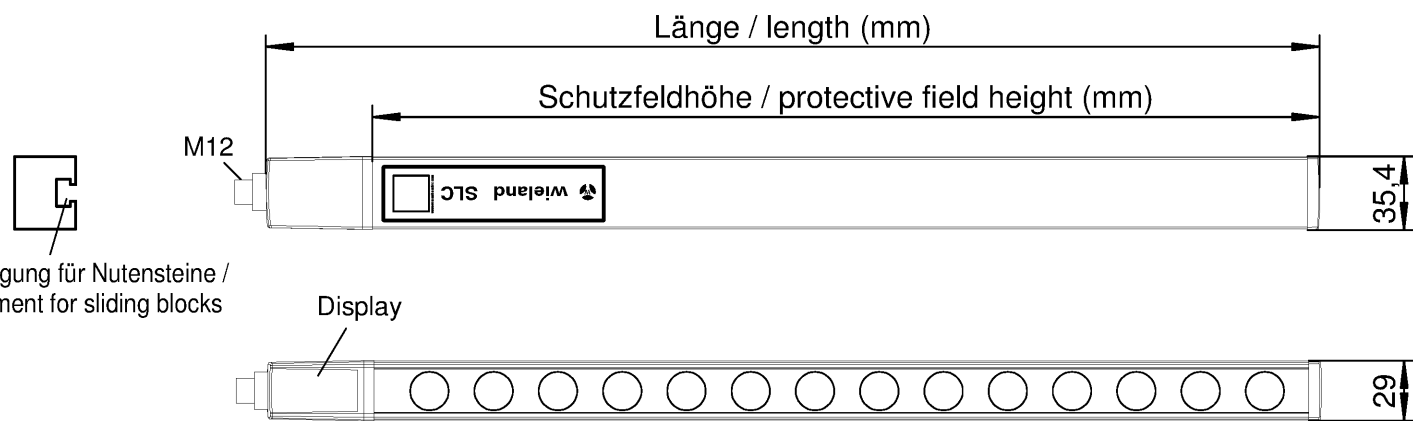 Länge / length (mm)
Schutzfeldhöhe / protective field height (mm)
M12
wieland SLC
35,4
gung für Nutensteine /
ment for sliding blocks
Display
29